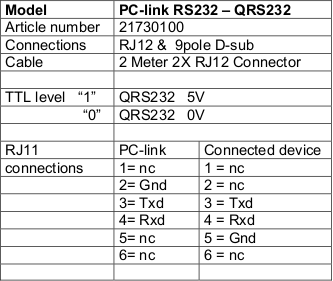 Model PC-link RS232 – QRS232
Article number 21730100
Connections RJ12 & 9pole D-sub
Cable 2 Meter 2X RJ12 Connector
TTL level “1” QRS232 5V
“0” QRS232 0V
RJ11 PC-link Connected device
connections 1= nc 1 = nc
2= Gnd 2 = nc
3= Txd 3 = Txd
4= Rxd 4 = Rxd
5= nc 5 = Gnd
6= nc 6 = nc